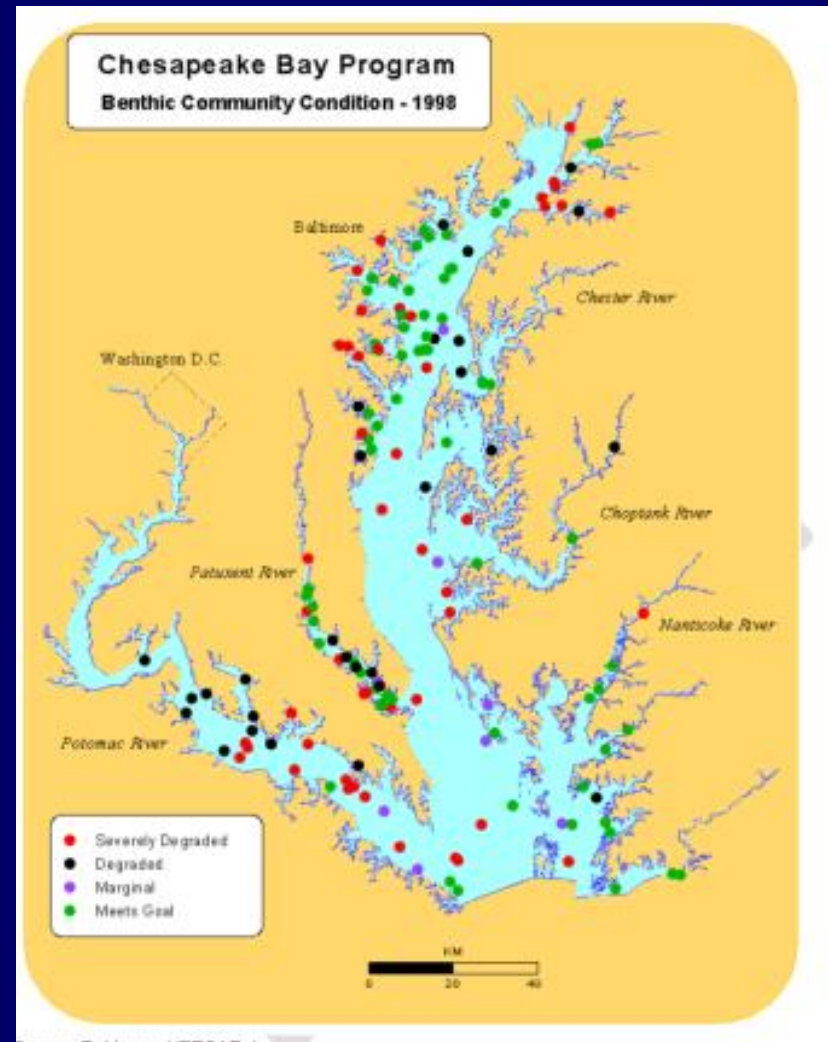 Chesapeake Bay Program
Benthic Community Condition - 1998
Baltimore
Chester River
Washington D.C.
Choptank River
Patuxent River
Nanticoke River
Potomac River
Severely Degraded
Degraded
Marginal
Meets Goal
KM
0 20 40